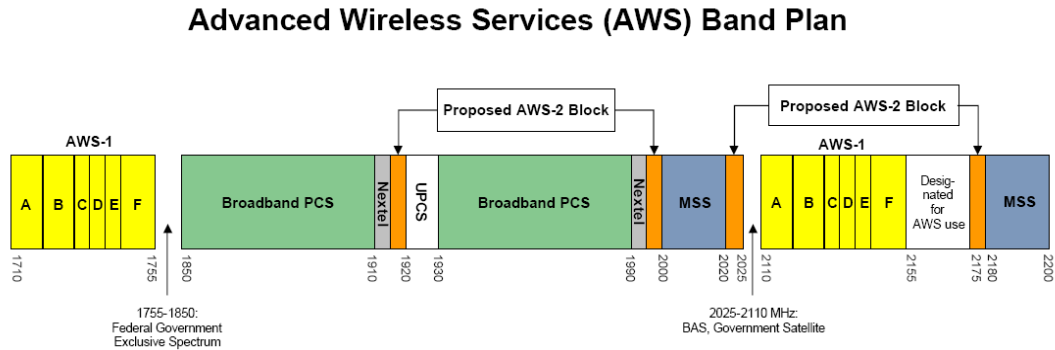 Advanced Wireless Services (AWS) Band Plan
Proposed AWS-2 Block
Proposed AWS-2 Block
AWS-1
AWS-1
A B C D E F
Broadband PCS
Nextel
UPCS
Broadband PCS
Nextel
MSS
A B C D E F
Desig-
nated
for
AWS use
MSS
1710
1755
1850
1910
1920
1930
1990
2000
2020
2025
2110
2155
2175
2180
2200
1755-1850:
Federal Government
Exclusive Spectrum
2025-2110 MHz:
BAS, Government Satellite